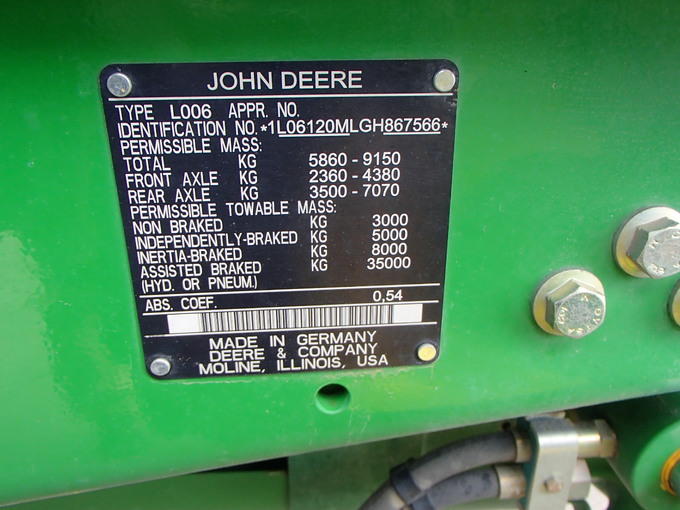 JOHN DEERE
TYPE L006 APPR. NO.
IDENTIFICATION NO. *1L06120MLGH867566*
PERMISSIBLE MASS:
TOTAL KG 5860 - 9150
FRONT AXLE KG 2360 - 4380
REAR AXLE KG 3500 - 7070
PERMISSIBLE TOWABLE MASS:
NON BRAKED KG 3000
INDEPENDENTLY-BRAKED KG 5000
INERTIA-BRAKED KG 8000
ASSISTED BRAKED KG 35000
(HYD. OR PNEUM.)
ABS. COEF. 0,54
MADE IN GERMANY
DEERE & COMPANY
MOLINE, ILLINOIS, USA